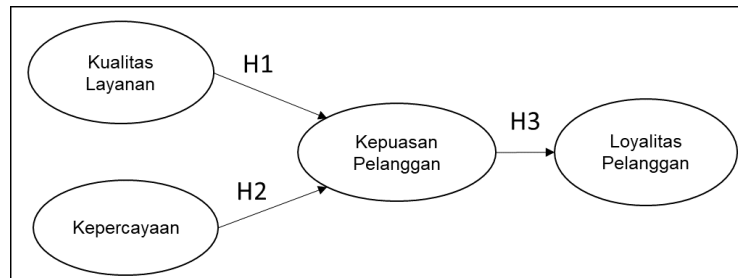 Kualitas
Layanan
H1
Kepercayaan
H2
Kepuasan
Pelanggan
H3
Loyalitas
Pelanggan